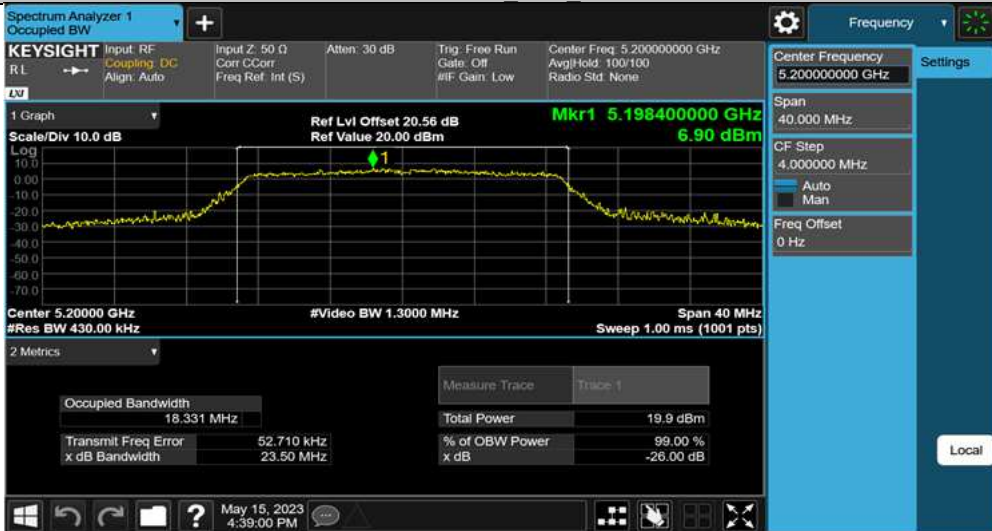 Spectrum Analyzer 1
Occupied BW
Frequency
KEYSIGHT
RL
LXI
Input: RF
Coupling: DC
Align: Auto
Input Z: 50 Ω
Corr CCorr
Freq Ref: Int (S)
Atten: 30 dB
Trig: Free Run
Gate: Off
#IF Gain: Low
Center Freq: 5.200000000 GHz
Avg|Hold: 100/100
Radio Std: None
Center Frequency
5.200000000 GHz
Settings
Span
40.000 MHz
CF Step
4.000000 MHz
Auto
Man
Freq Offset
0 Hz
Local
1 Graph
Scale/Div 10.0 dB
Ref Lvl Offset 20.56 dB
Ref Value 20.00 dBm
Mkr1 5.198400000 GHz
6.90 dBm
Log
10.0
0.00
-10.0
-20.0
-30.0
-40.0
-50.0
-60.0
-70.0
1
Center 5.20000 GHz
#Res BW 430.00 kHz
#Video BW 1.3000 MHz
Span 40 MHz
Sweep 1.00 ms (1001 pts)
2 Metrics
Measure Trace Trace 1
Occupied Bandwidth
18.331 MHz
Total Power 19.9 dBm
Transmit Freq Error 52.710 kHz
% of OBW Power 99.00 %
x dB Bandwidth 23.50 MHz
x dB -26.00 dB
May 15, 2023
4:39:00 PM